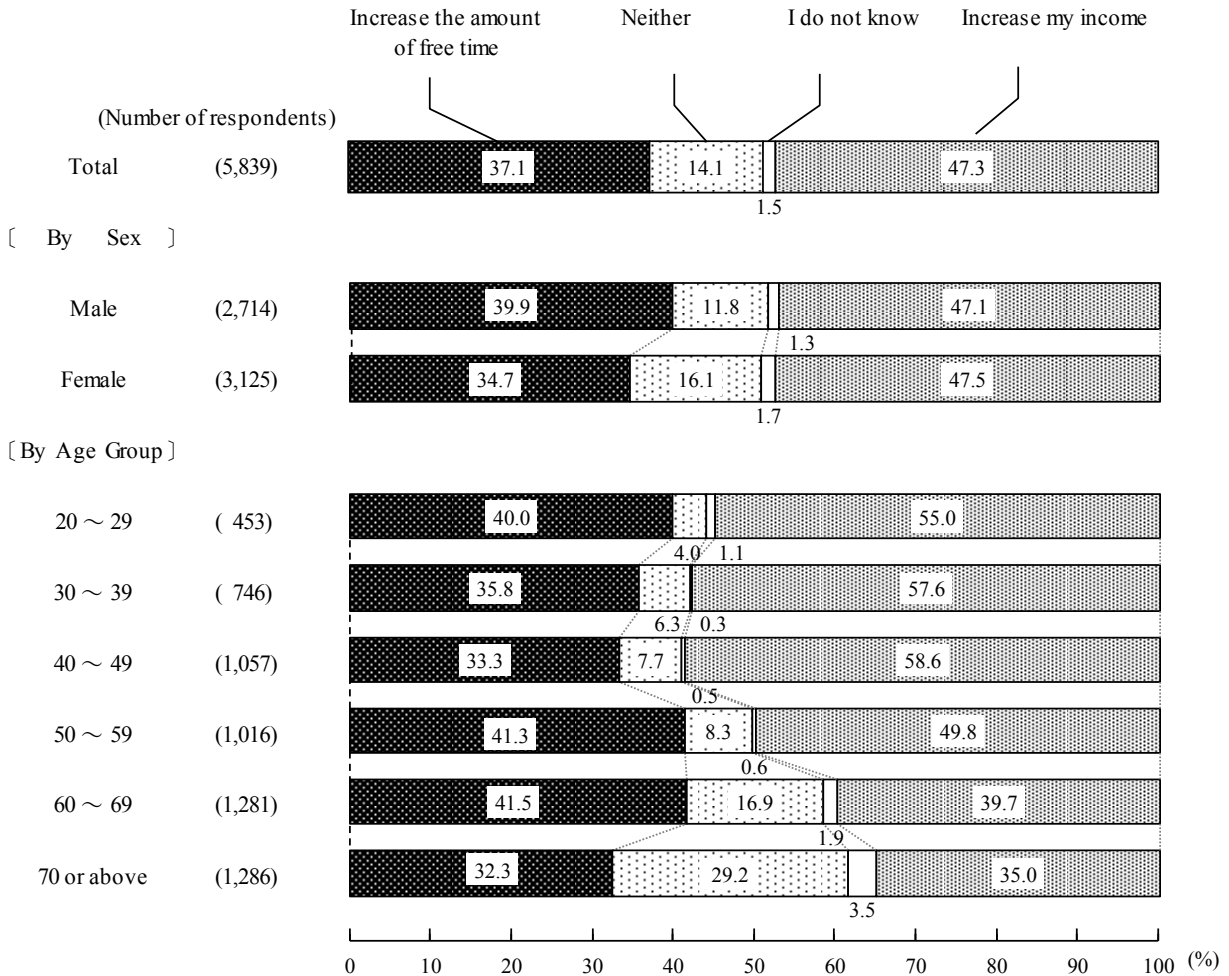 Increase the amount of free time
Neither
I do not know
Increase my income
(Number of respondents)
Total (5,839) 37.1 14.1 47.3
1.5
〔 By Sex 〕
Male (2,714) 39.9 11.8 47.1
1.3
Female (3,125) 34.7 16.1 47.5
1.7
〔By Age Group〕
20～29 ( 453) 40.0 55.0
4.0 1.1
30～39 ( 746) 35.8 57.6
6.3 0.3
40～49 (1,057) 33.3 7.7 58.6
0.5
50～59 (1,016) 41.3 8.3 49.8
0.6
60～69 (1,281) 41.5 16.9 39.7
1.9
70 or above (1,286) 32.3 29.2 35.0
3.5
0 10 20 30 40 50 60 70 80 90 100 (%)